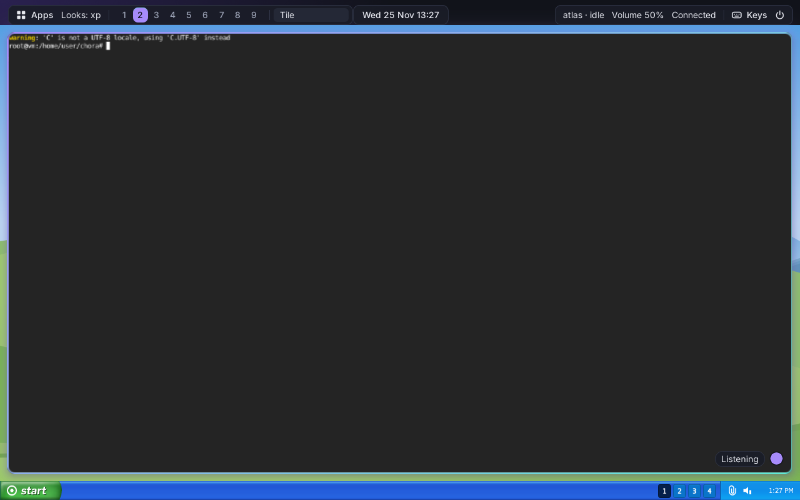 Apps Looks: xp 1 2 3 4 5 6 7 8 9 Tile Wed 25 Nov 13:27 atlas · idle Volume 50% Connected Keys
warning: 'C' is not a UTF-8 locale, using 'C.UTF-8' instead
root@vm:/home/user/chora#
Listening
start 1 2 3 4 1:27 PM